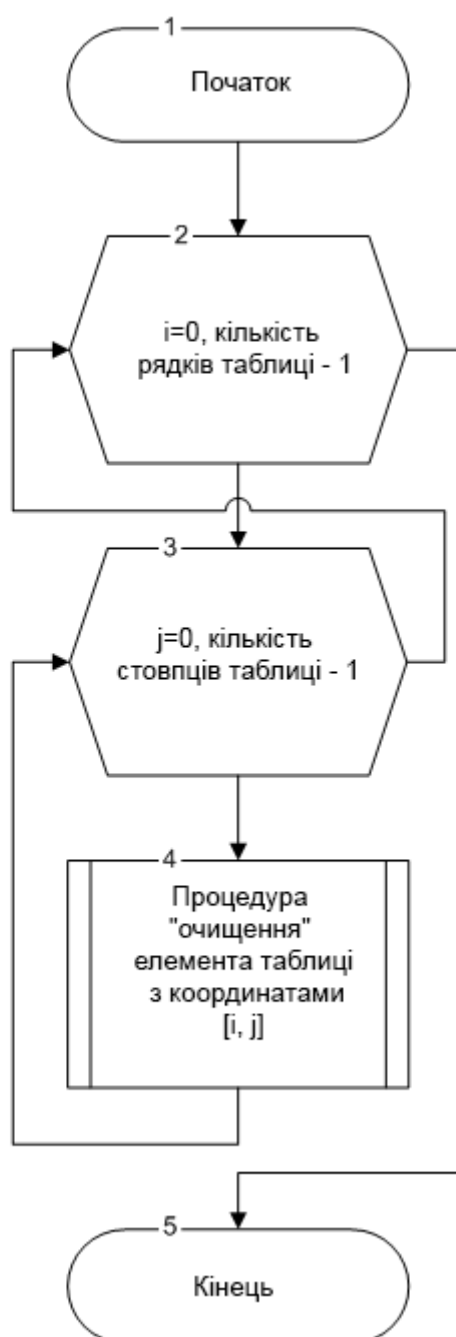 1
Початок
2
i=0, кількість
рядків таблиці - 1
3
j=0, кількість
стовпців таблиці - 1
4
Процедура
"очищення"
елемента таблиці
з координатами
[i, j]
5
Кінець